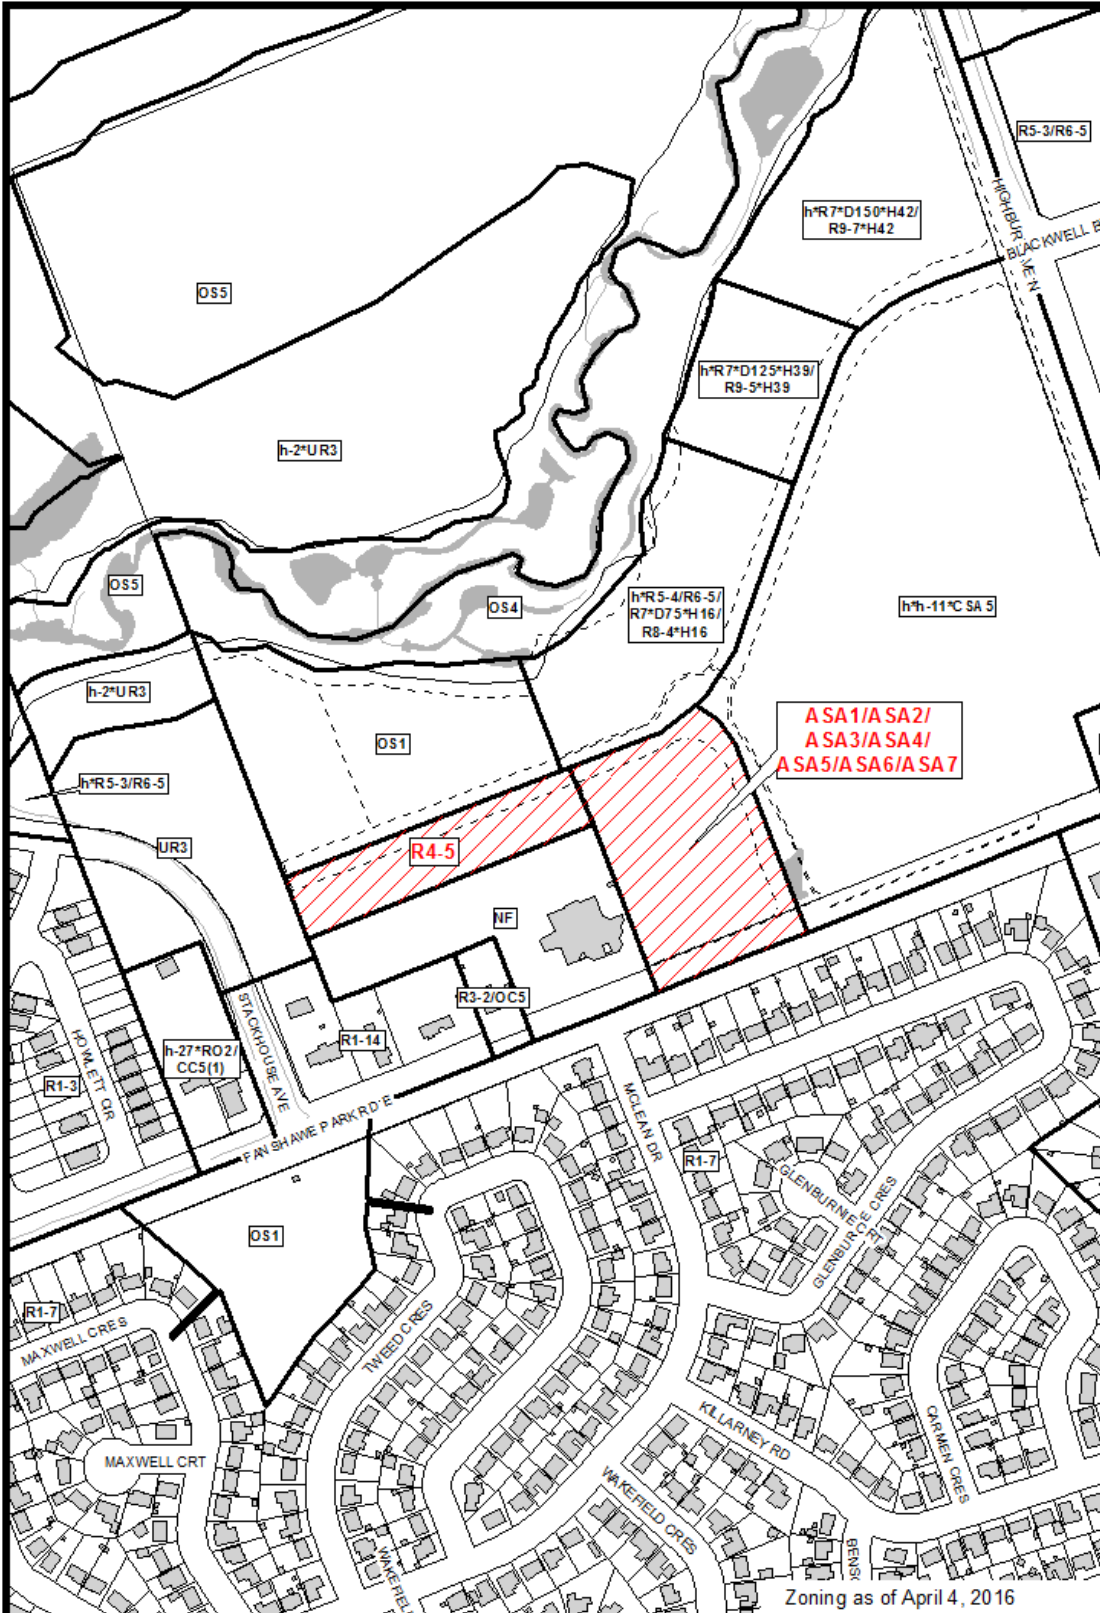 R5-3/R6-5
HIGHBUR
VE N
BLACKWELL B
h*R7*D150*H42/
R9-7*H42
OS5
h*R7*D125*H39/
R9-5*H39
h-2*UR3
OS5
OS4
h*R5-4/R6-5/
R7*D75*H16/
R8-4*H16
h*h-11*CSA5
h-2*UR3
OS1
ASA1/ASA2/
ASA3/ASA4/
ASA5/ASA6/ASA7
h*R5-3/R6-5
UR3
R4-5
NF
R3-2/OC5
STACKHOUSE AVE
R1-14
HOWLETT CIR
h-27*RO2/
CC5(1)
R1-3
FANSHAWE PARK RD E
MCLEAN DR
R1-7
GLENBURNIE CRT
GLENBUR E CRES
OS1
R1-7
MAXWELL CRES
TWEED CRES
KILLARNEY RD
CARMEN CRES
MAXWELL CRT
WAKEFIELD CRES
WAKEFIEL
BENS
Zoning as of April 4, 2016